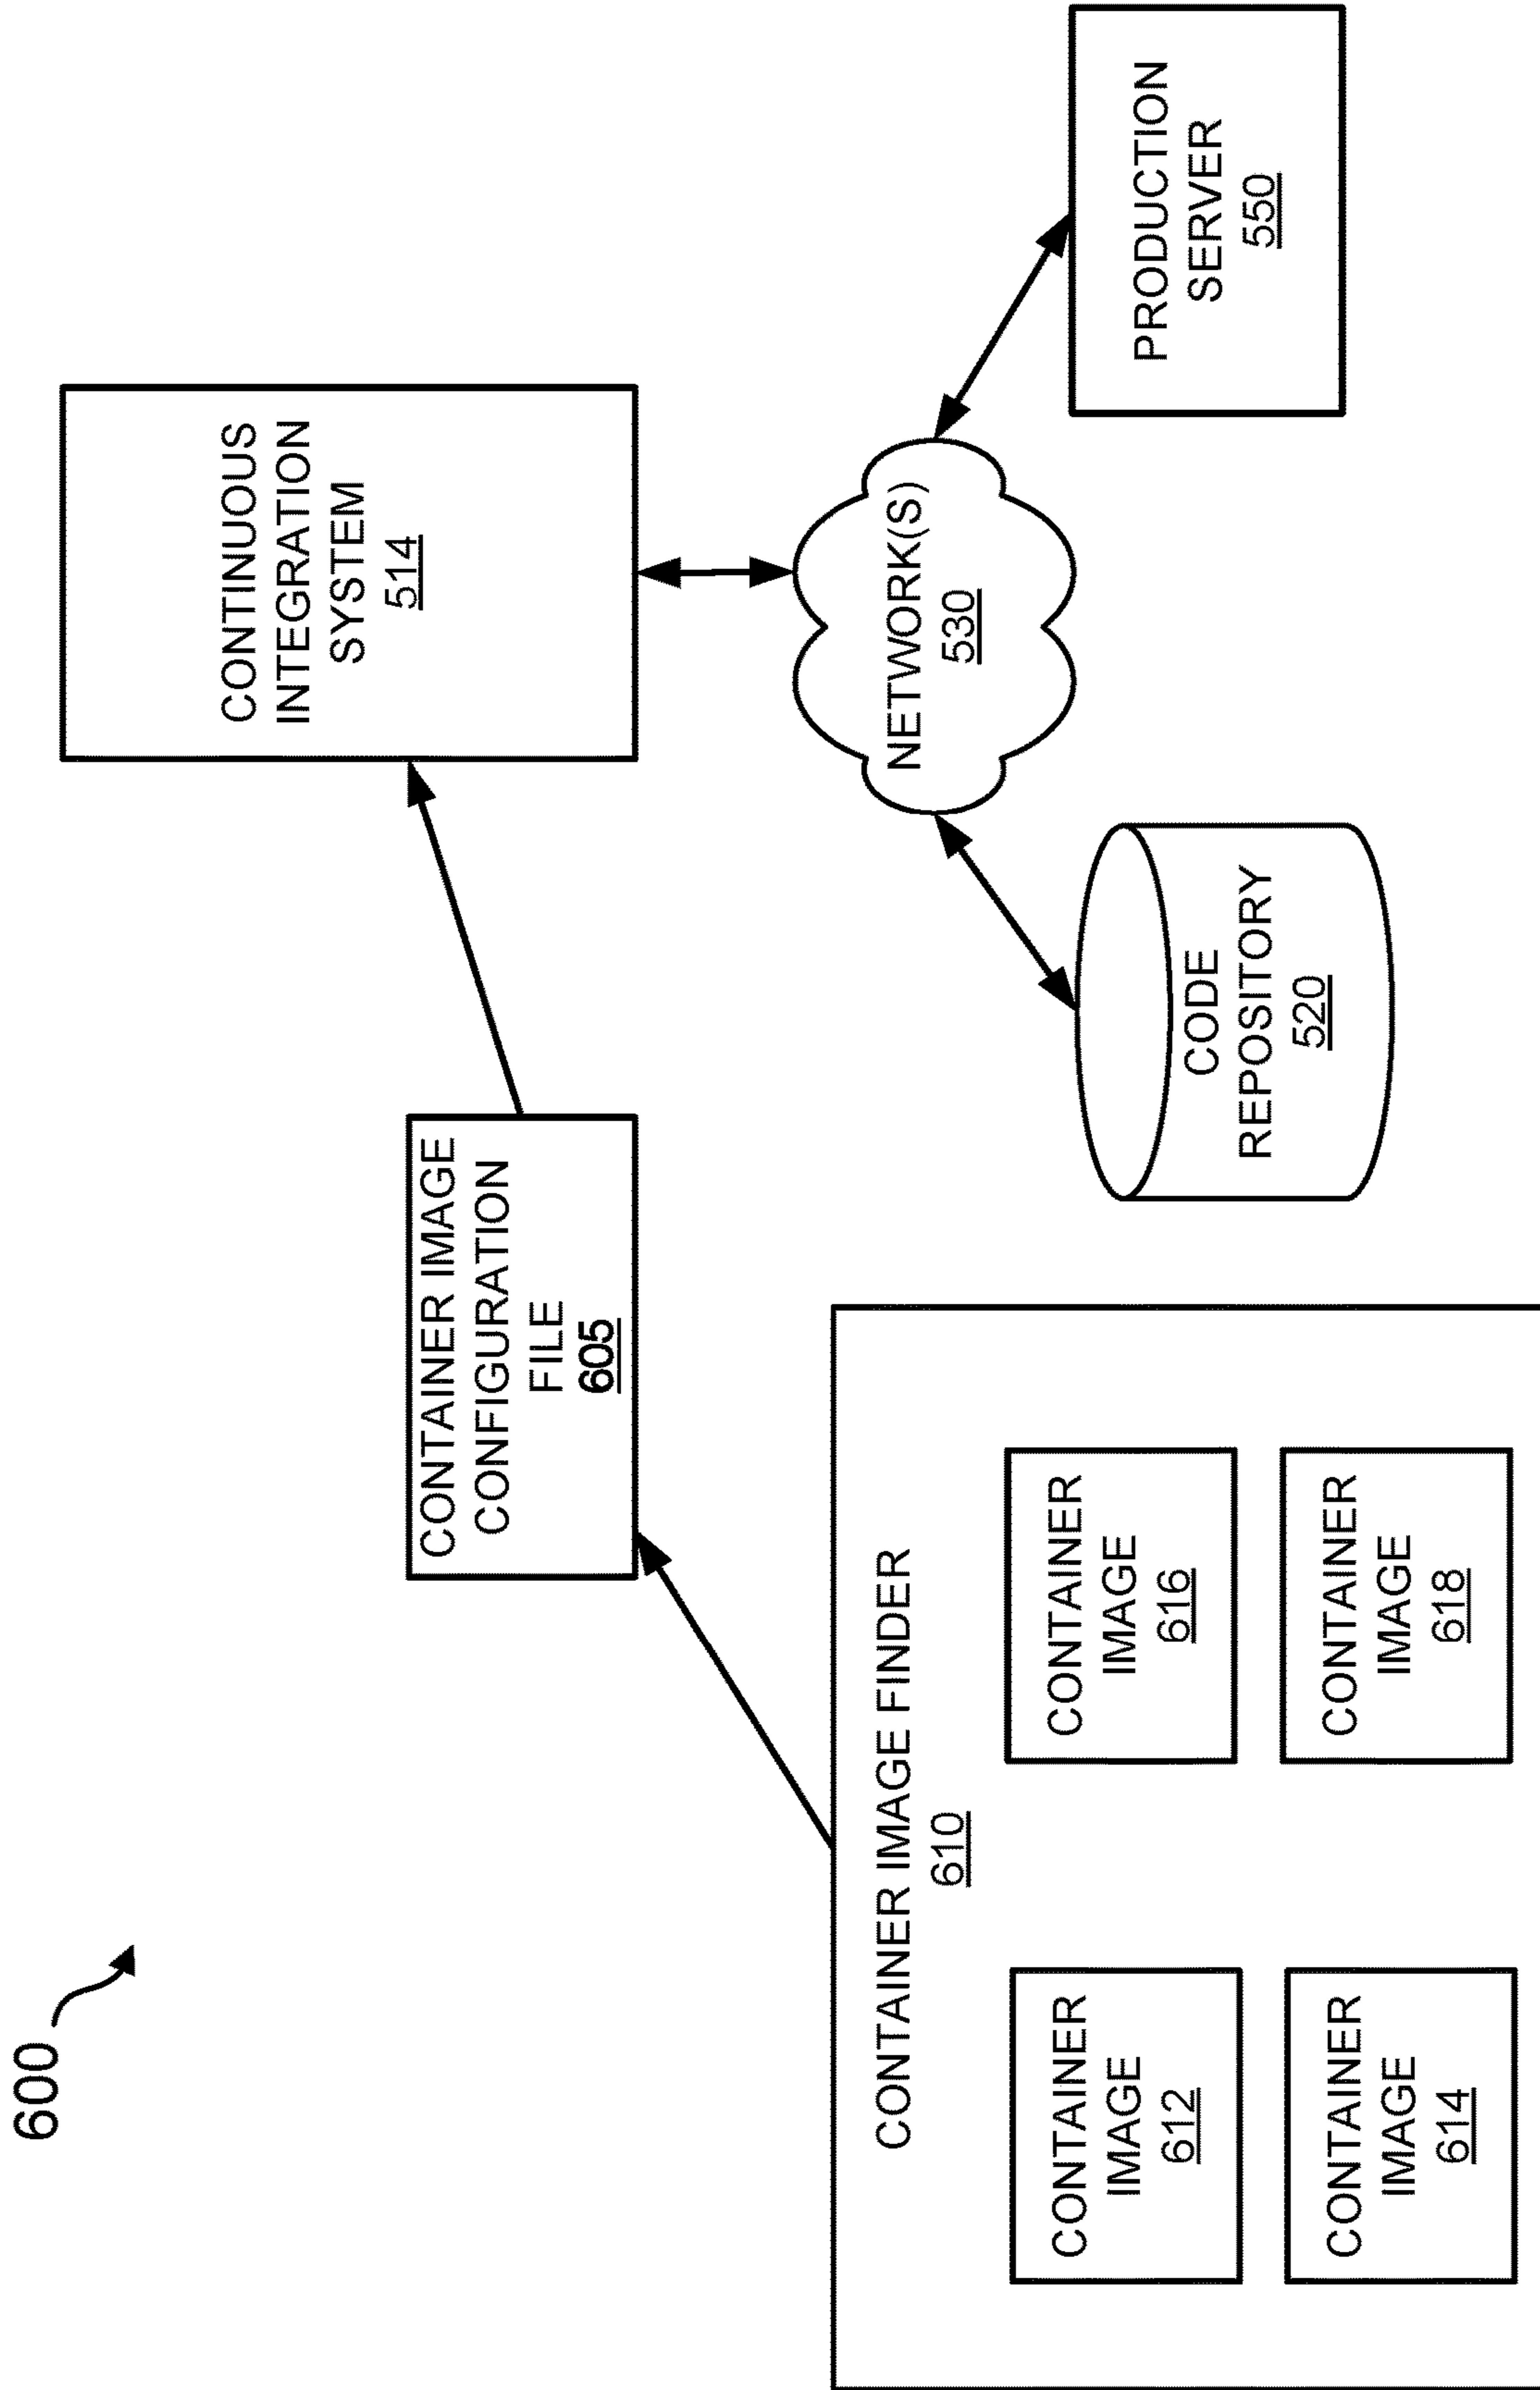 600
CONTINUOUS
INTEGRATION
SYSTEM
514
CONTAINER IMAGE
CONFIGURATION
FILE
605
CONTAINER IMAGE FINDER
610
CONTAINER
IMAGE
612
CONTAINER
IMAGE
616
CONTAINER
IMAGE
614
CONTAINER
IMAGE
618
NETWORK(S)
530
CODE
REPOSITORY
520
PRODUCTION
SERVER
550